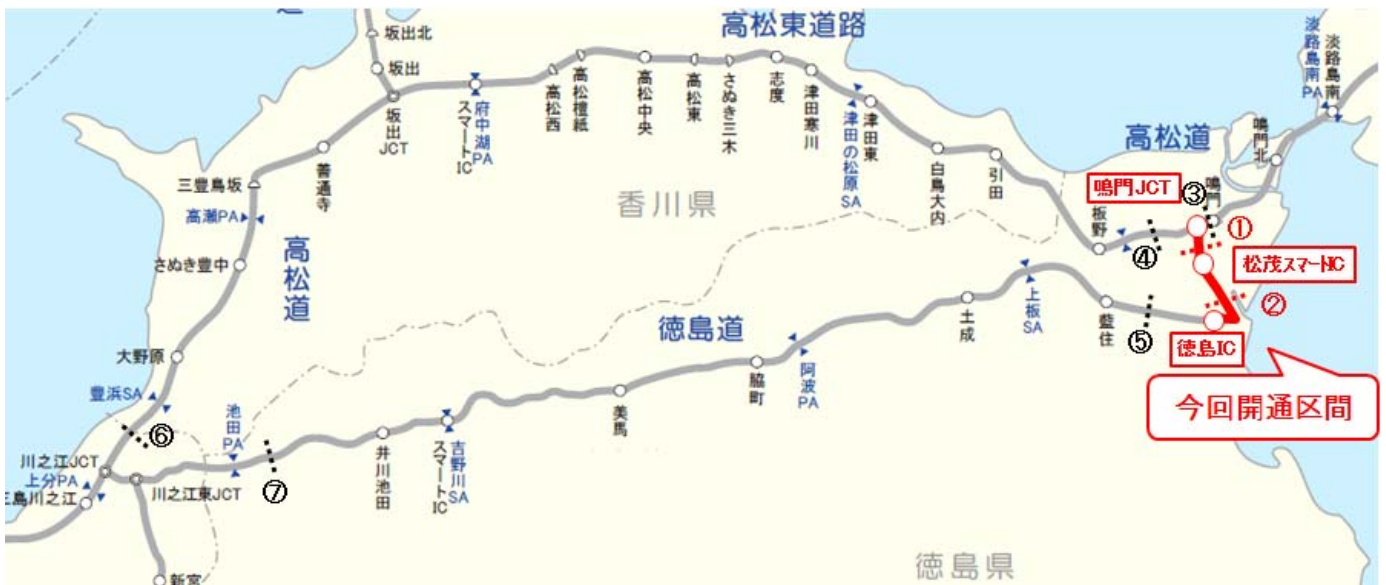 道
坂出北
坂出
坂出
JCT
府中湖PA
スマートIC
高松西
高松檀紙
高松中央
高松東
さぬき三木
志度
津田寒川
津田の松原SA
津田東
白鳥大内
引田
高松東道路
淡路島南PA
淡路島南
鳴門北
高松道
鳴門JCT
③
鳴門
①
板野
④
松茂スマートIC
②
徳島IC
今回開通区間
善通寺
三豊鳥坂
高瀬PA
さぬき豊中
高松道
香川県
大野原
豊浜SA
⑥
川之江JCT
上分PA
三島川之江
川之江東JCT
新宮
池田PA
⑦
井川池田
吉野川SA
スマートIC
美馬
脇町
阿波PA
徳島道
土成
上板SA
藍住
⑤
徳島県